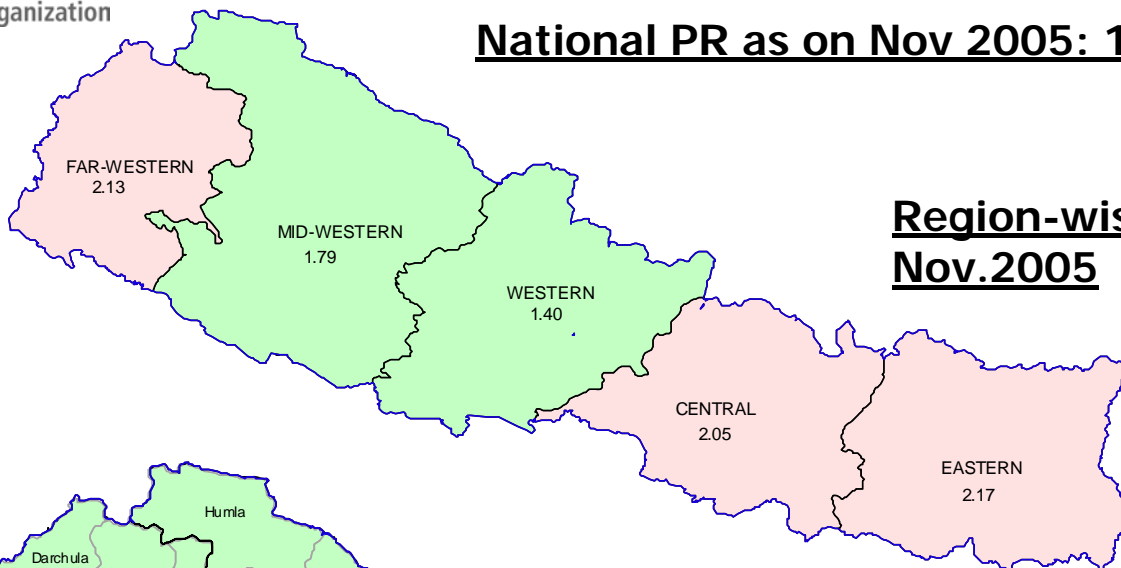 ganization
National PR as on Nov 2005: 1
FAR-WESTERN
2.13
MID-WESTERN
1.79
Region-wis
Nov.2005
WESTERN
1.40
CENTRAL
2.05
EASTERN
2.17
Humla
Darchula